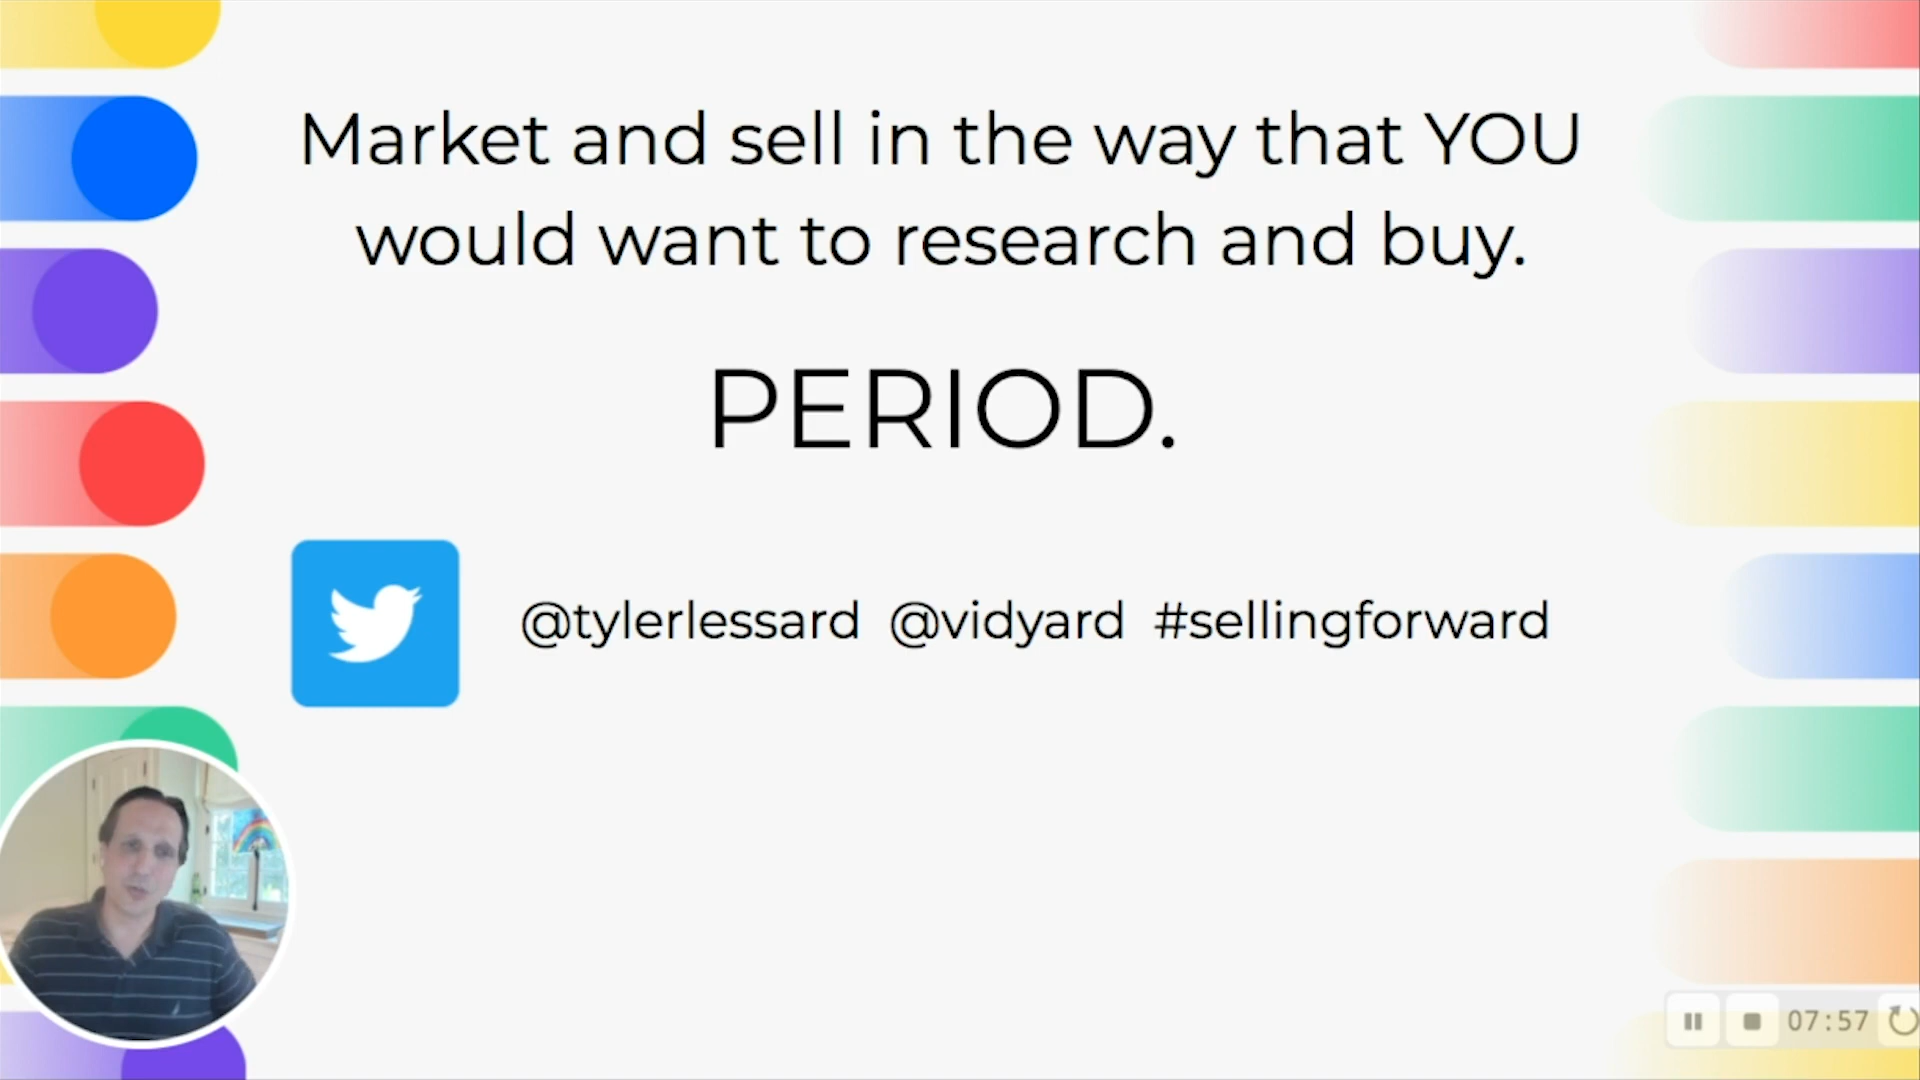 Market and sell in the way that YOU
would want to research and buy.
PERIOD.
@tylerlessard @vidyard #sellingforward
07:57